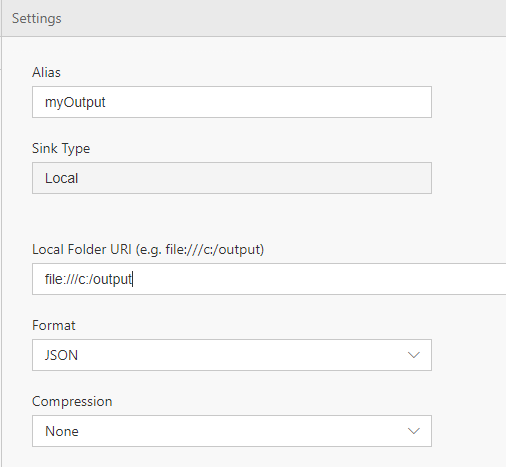 Settings
Alias
myOutput
Sink Type
Local
Local Folder URI (e.g. file:///c:/output)
file:///c:/output
Format
JSON
Compression
None